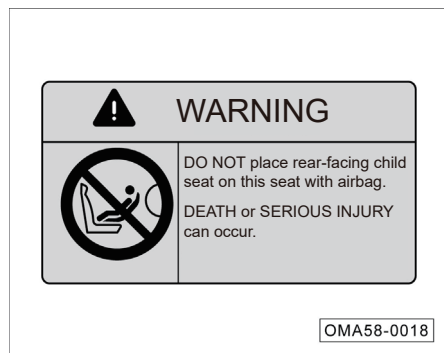 WARNING
DO NOT place rear-facing child
seat on this seat with airbag.
DEATH or SERIOUS INJURY
can occur.
OMA58-0018